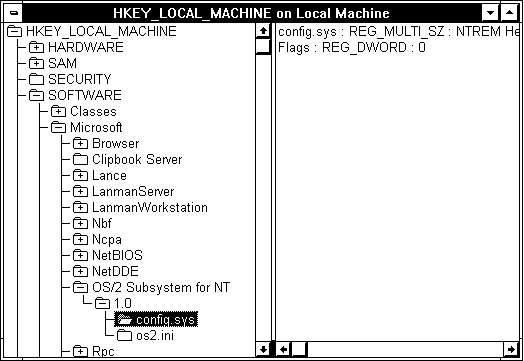 HKEY_LOCAL_MACHINE on Local Machine
HKEY_LOCAL_MACHINE
HARDWARE
SAM
SECURITY
SOFTWARE
Classes
Microsoft
Browser
Clipbook Server
Lance
LanmanServer
LanmanWorkstation
Nbf
Ncpa
NetBIOS
NetDDE
OS/2 Subsystem for NT
1.0
config.sys
os2.ini
Rpc
config.sys : REG_MULTI_SZ : NTREM He
Flags : REG_DWORD : 0